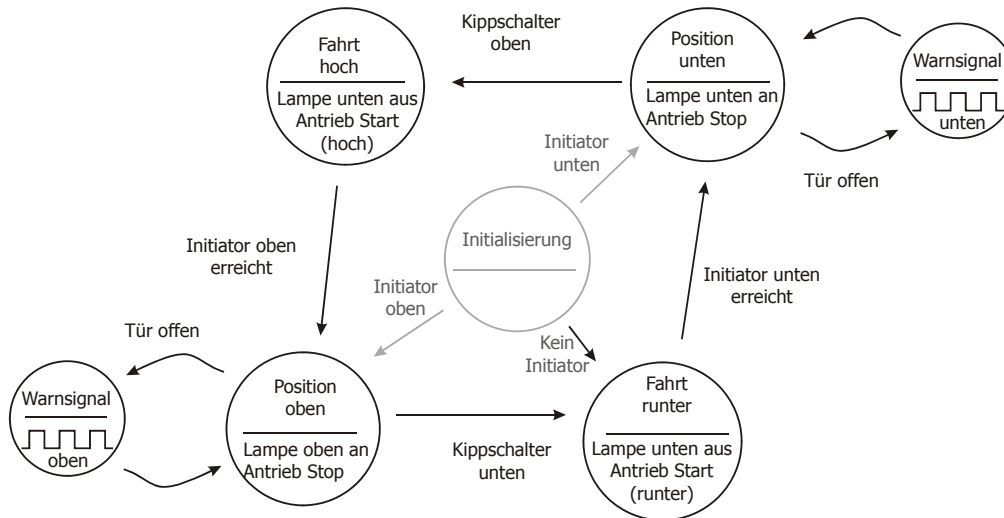 Kippschalter
oben
Fahrt
hoch
Lampe unten aus
Antrieb Start
(hoch)
Position
unten
Lampe unten an
Antrieb Stop
Warnsignal
unten
Tür offen
Initiator
unten
Initialisierung
Initiator oben
erreicht
Initiator
oben
Initiator unten
erreicht
Kein
Initiator
Tür offen
Warnsignal
oben
Position
oben
Lampe oben an
Antrieb Stop
Kippschalter
unten
Fahrt
runter
Lampe unten aus
Antrieb Start
(runter)